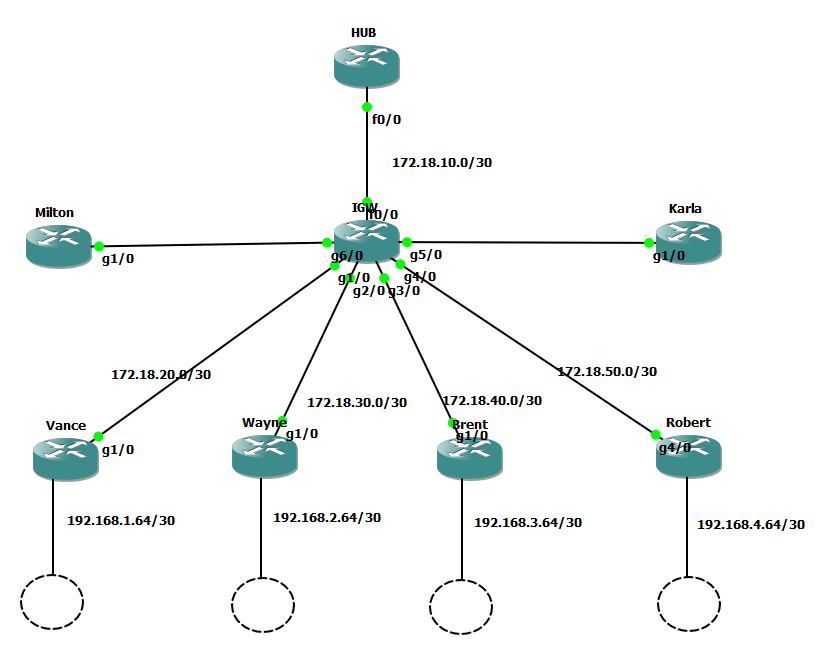 HUB
f0/0
172.18.10.0/30
IGW
f0/0
Milton
g1/0
g6/0
Karla
g5/0
g1/0
g1/0
g4/0
g2/0
g3/0
172.18.20.0/30
172.18.30.0/30
172.18.40.0/30
172.18.50.0/30
Vance
g1/0
Wayne
g1/0
Brent
g1/0
Robert
g4/0
192.168.1.64/30
192.168.2.64/30
192.168.3.64/30
192.168.4.64/30